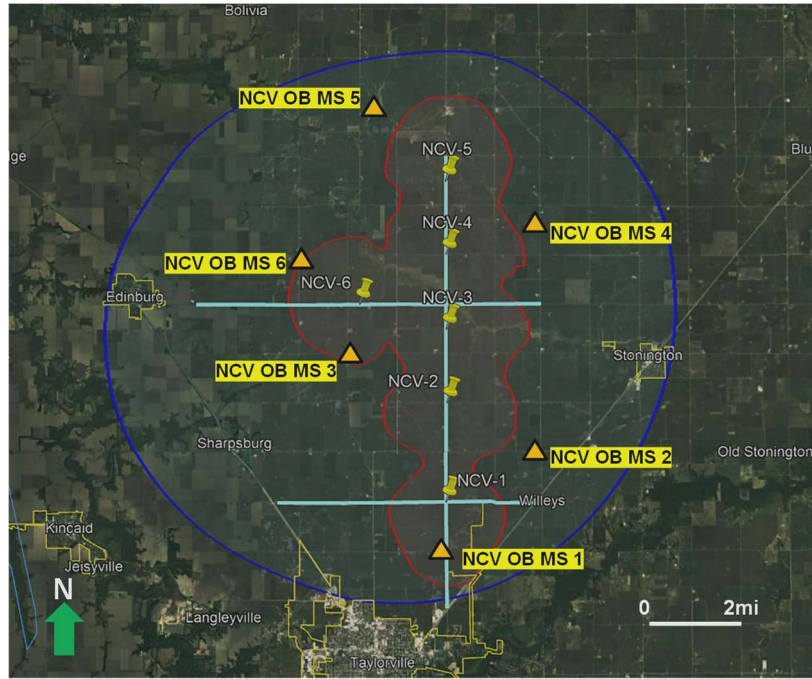 Bolivia
NCV OB MS 5
ge
NCV-5
Blu
NCV-4
NCV OB MS 4
NCV OB MS 6
NCV-6
Edinburg
NCV-3
Stonington
NCV OB MS 3
NCV-2
Sharpsburg
Old Stonington
NCV OB MS 2
NCV-1
Willeys
Kincaid
Jeisyville
NCV OB MS 1
N
0 2mi
Langleyville
Taylorville